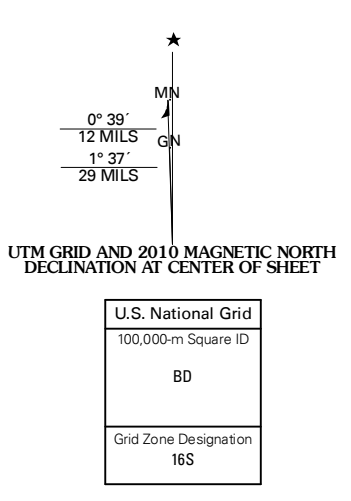 MN
0° 39´
12 MILS
GN
1° 37´
29 MILS
UTM GRID AND 2010 MAGNETIC NORTH
DECLINATION AT CENTER OF SHEET
U.S. National Grid
100,000-m Square ID
BD
Grid Zone Designation
16S